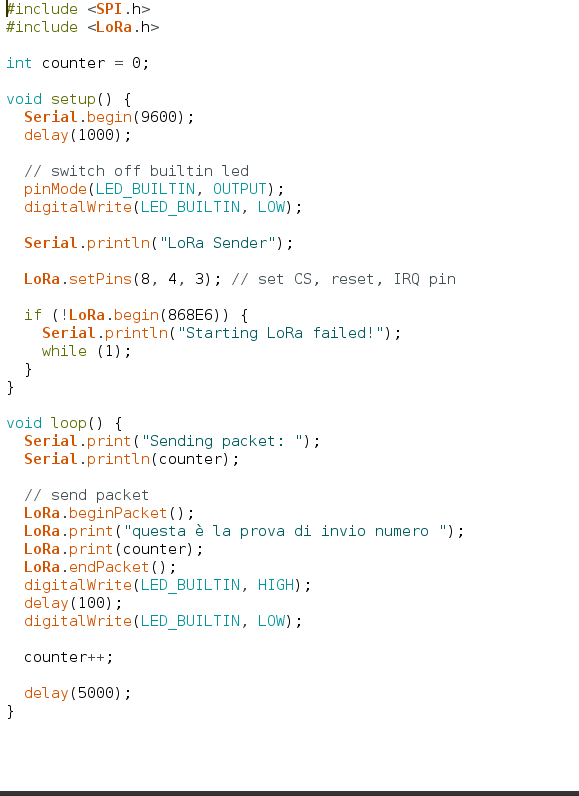 #include <SPI.h>
#include <LoRa.h>

int counter = 0;

void setup() {
  Serial.begin(9600);
  delay(1000);

  // switch off builtin led
  pinMode(LED_BUILTIN, OUTPUT);
  digitalWrite(LED_BUILTIN, LOW);

  Serial.println("LoRa Sender");

  LoRa.setPins(8, 4, 3); // set CS, reset, IRQ pin

  if (!LoRa.begin(868E6)) {
    Serial.println("Starting LoRa failed!");
    while (1);
  }
}

void loop() {
  Serial.print("Sending packet: ");
  Serial.println(counter);

  // send packet
  LoRa.beginPacket();
  LoRa.print("questa è la prova di invio numero ");
  LoRa.print(counter);
  LoRa.endPacket();
  digitalWrite(LED_BUILTIN, HIGH);
  delay(100);
  digitalWrite(LED_BUILTIN, LOW);

  counter++;

  delay(5000);
}